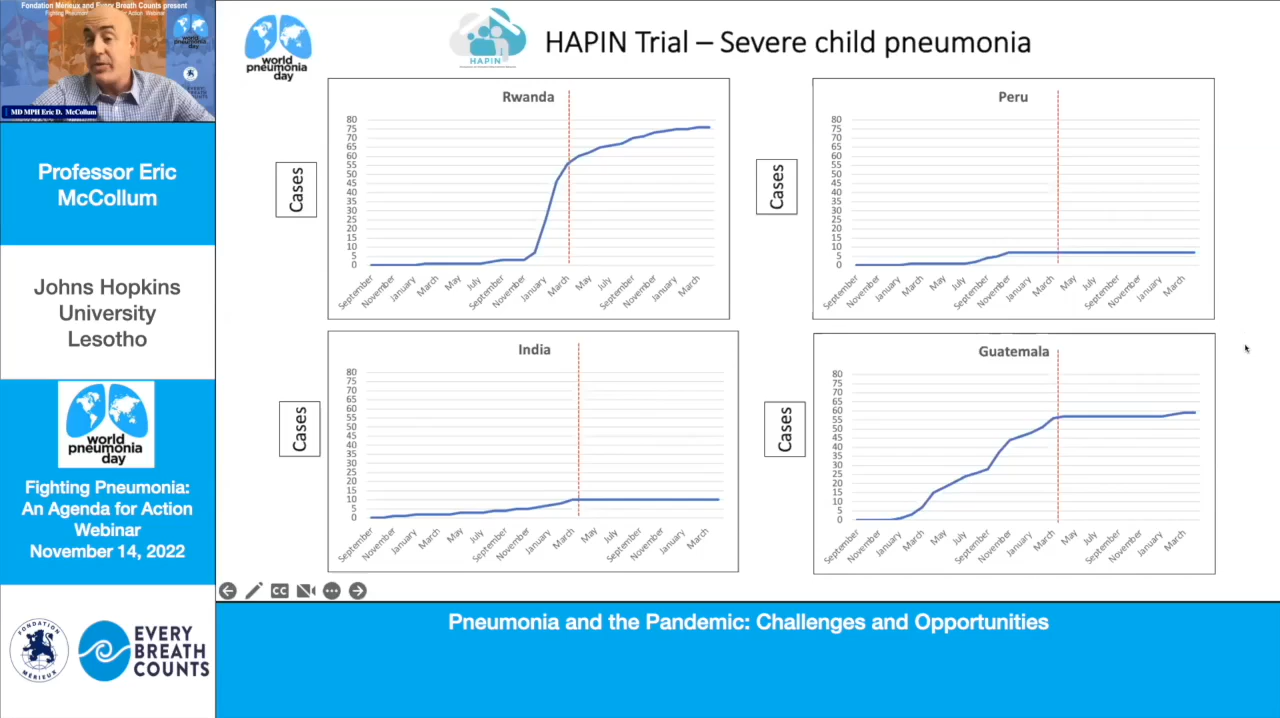 Fondation Mérieux and Every Breath Counts present
world
pneumonia
day
EVERY
BREATH
COUNTS
MD MPH Eric D. McCollum
Professor Eric
McCollum
Johns Hopkins
University
Lesotho
world
pneumonia
day
Fighting Pneumonia:
An Agenda for Action
Webinar
November 14, 2022
FONDATION
MÉRIEUX
EVERY
BREATH
COUNTS
world
pneumonia
day
HAPIN
HAPIN Trial – Severe child pneumonia
Rwanda
Cases
80
75
70
65
60
55
50
45
40
35
30
25
20
15
10
5
0
September
November
January
March
May
July
September
November
January
March
May
July
September
November
January
March
Peru
Cases
80
75
70
65
60
55
50
45
40
35
30
25
20
15
10
5
0
September
November
January
March
May
July
September
November
January
March
May
July
September
November
January
March
India
Cases
80
75
70
65
60
55
50
45
40
35
30
25
20
15
10
5
0
September
November
January
March
May
July
September
November
January
March
May
July
September
November
January
March
Guatemala
Cases
80
75
70
65
60
55
50
45
40
35
30
25
20
15
10
5
0
September
November
January
March
May
July
September
November
January
March
May
July
September
November
January
March
CC
Pneumonia and the Pandemic: Challenges and Opportunities